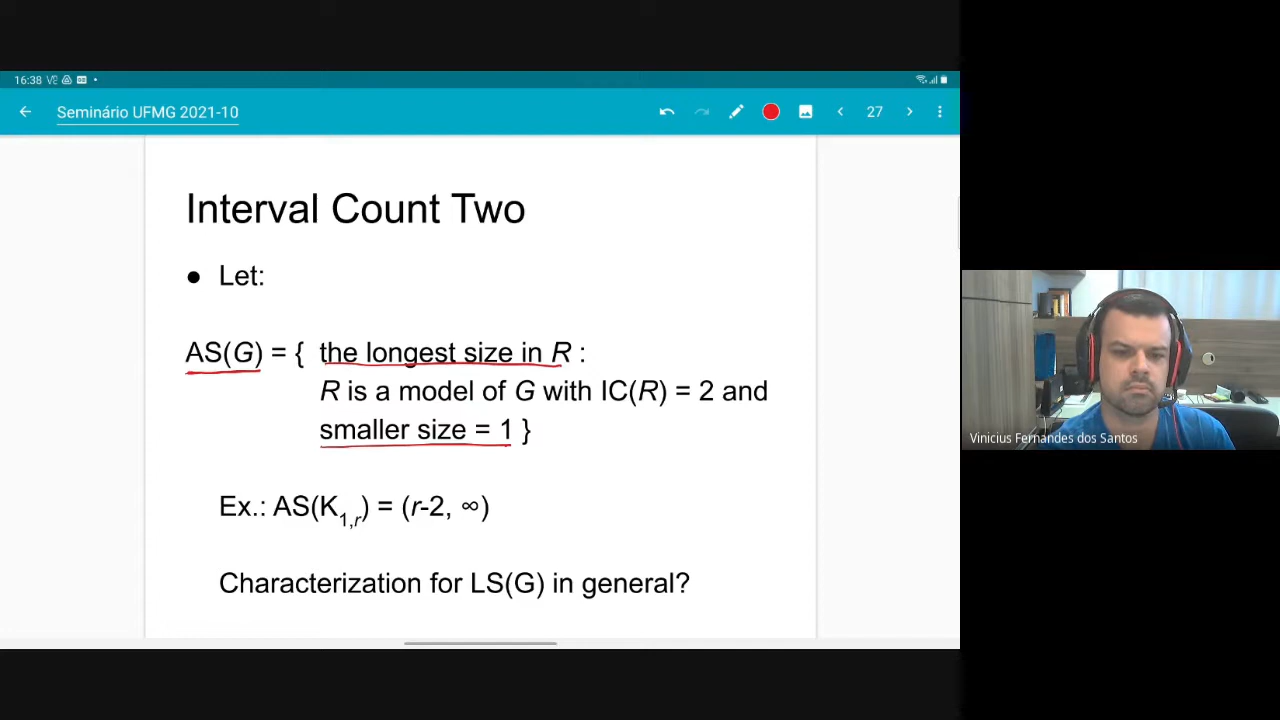 16:38
Seminário UFMG 2021-10
27
Interval Count Two
● Let:
AS(G) = { the longest size in R :
R is a model of G with IC(R) = 2 and
smaller size = 1 }
Ex.: AS(K1,r) = (r-2, ∞)
Characterization for LS(G) in general?
Vinicius Fernandes dos Santos